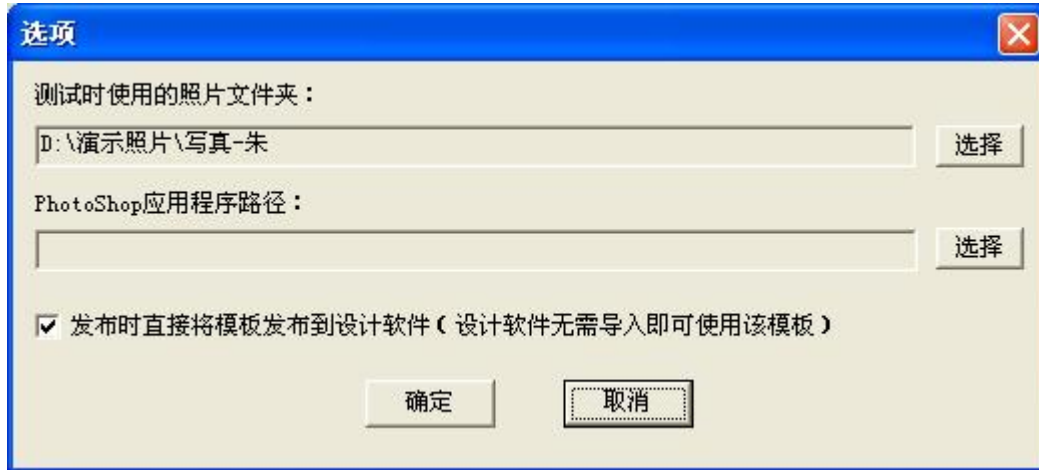 选项
测试时使用的照片文件夹：
D:\演示照片\写真-朱
选择
PhotoShop应用程序路径：
选择
发布时直接将模板发布到设计软件（设计软件无需导入即可使用该模板）
确定
取消